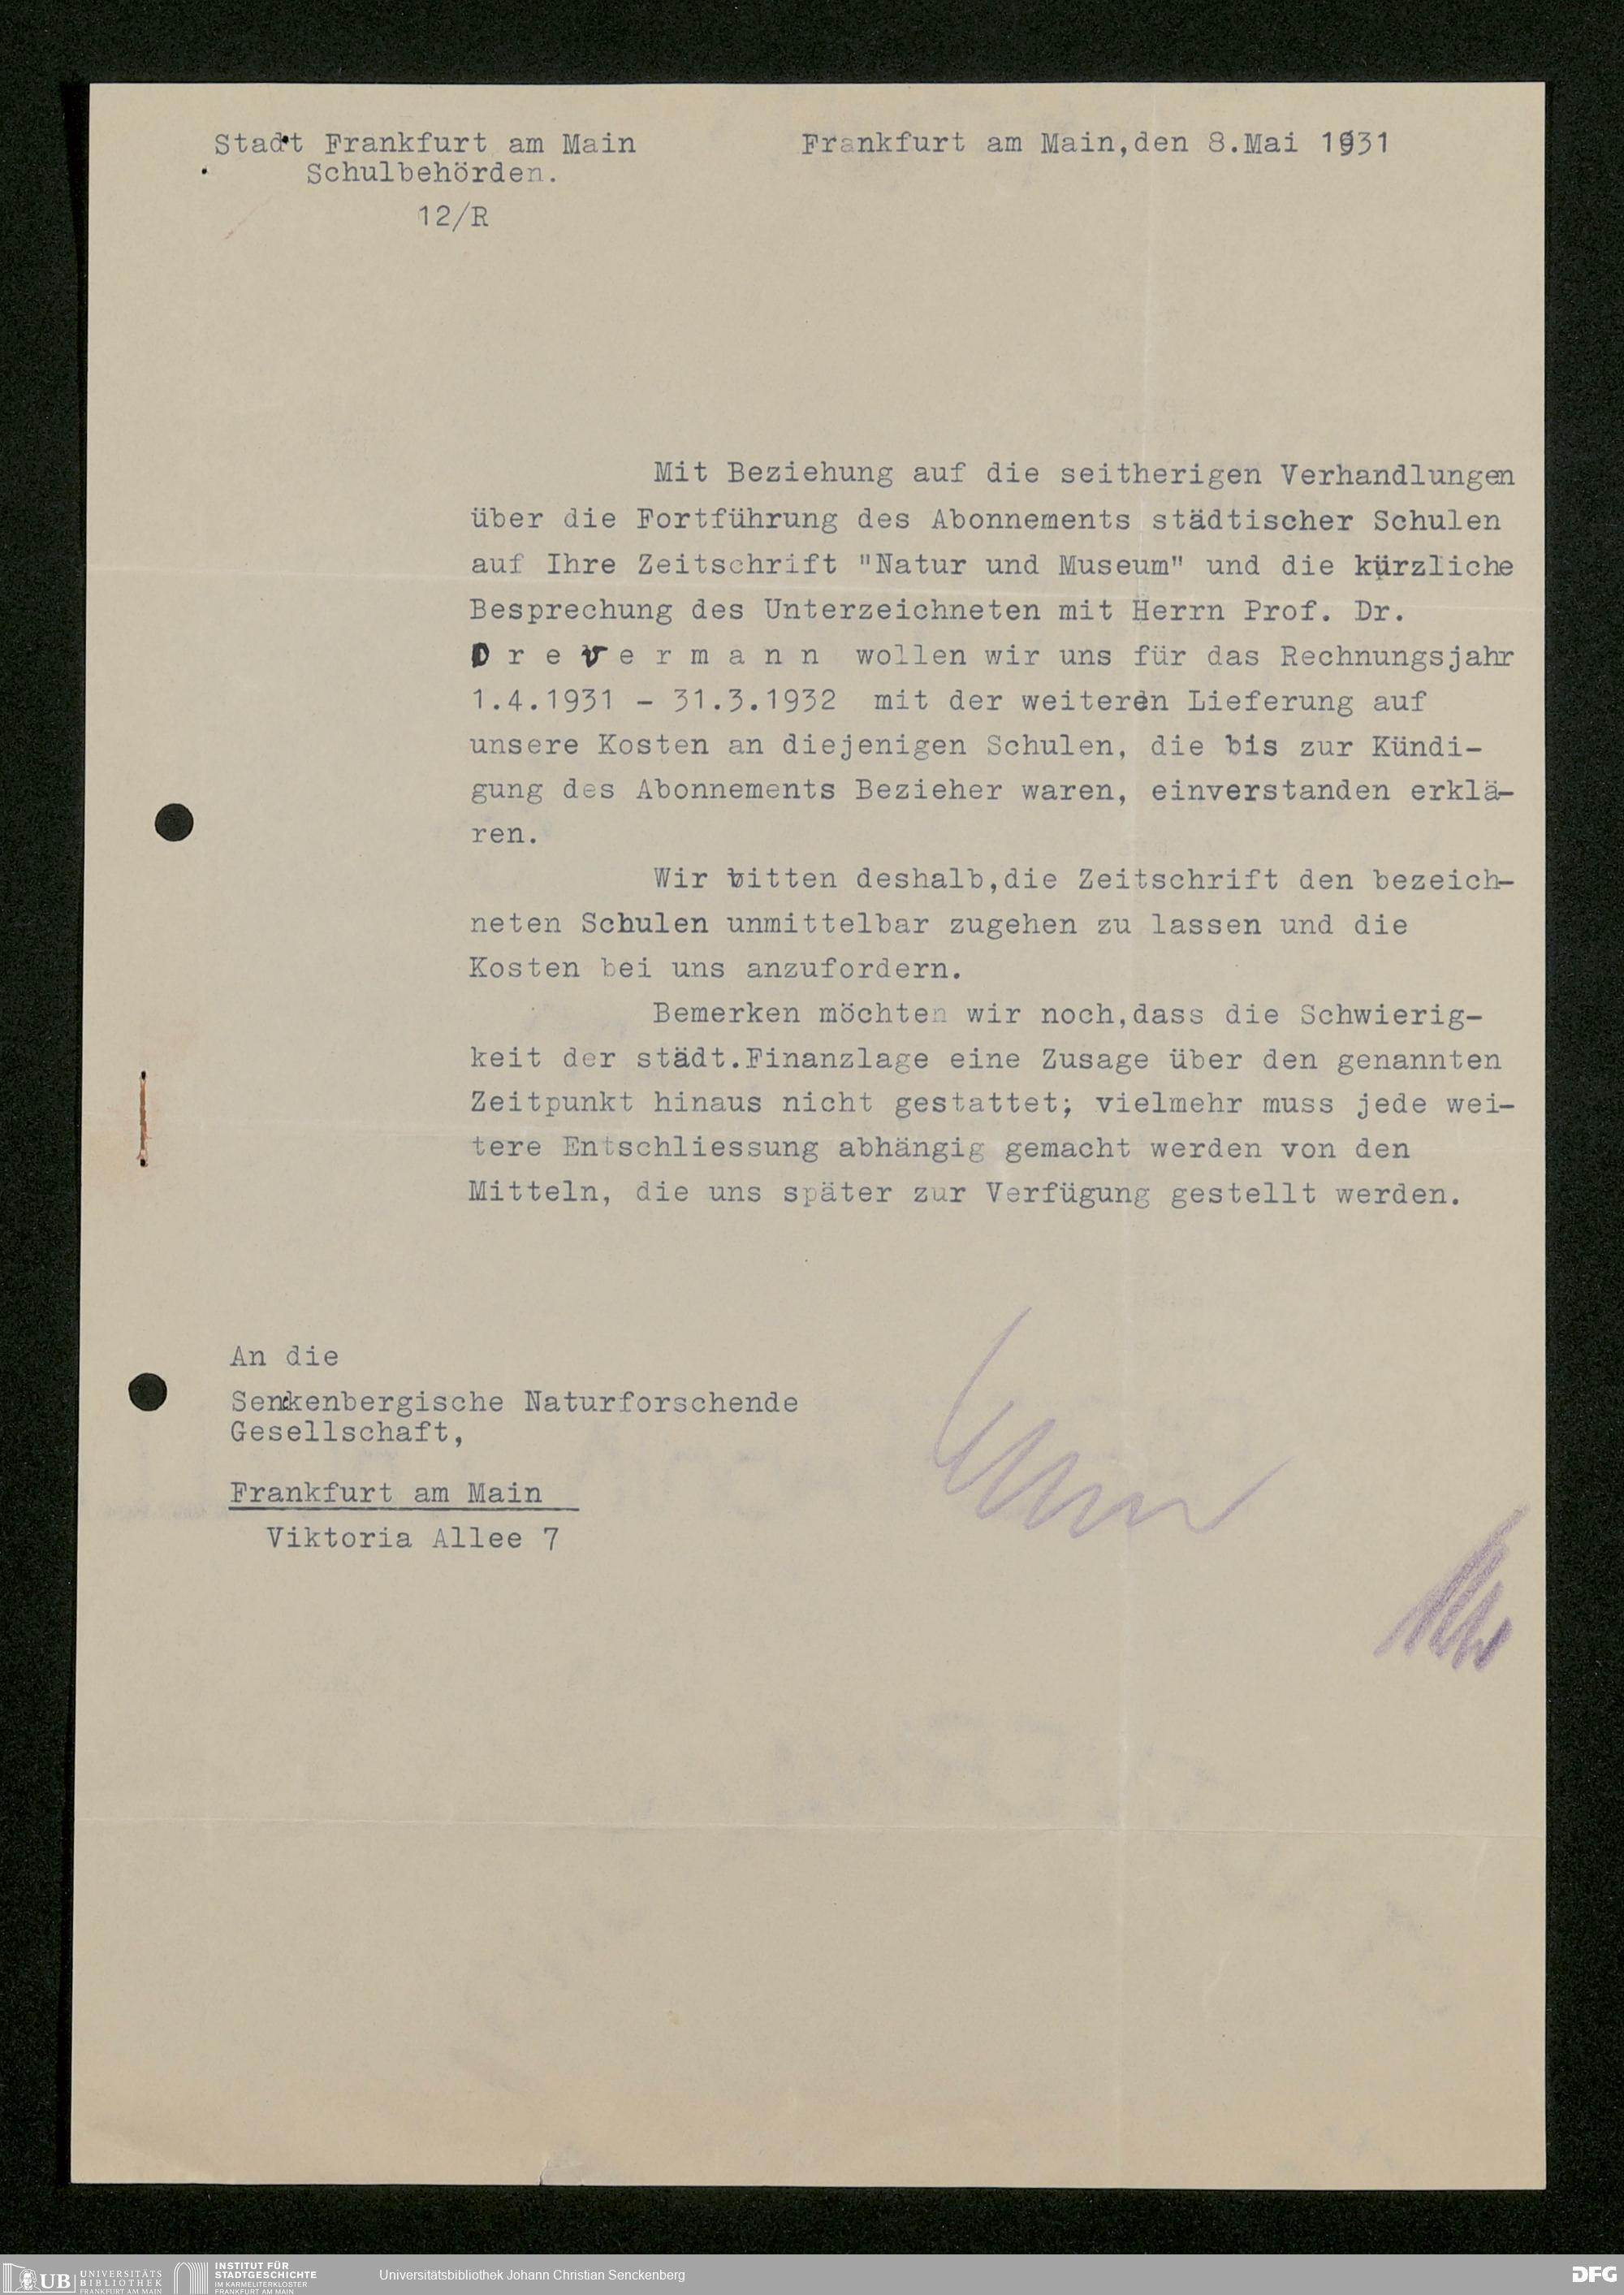 Stadt Frankfurt am Main
Schulbehörden.
12/R
Frankfurt am Main,den 8.Mai 1931
Mit Beziehung auf die seitherigen Verhandlungen
über die Fortführung des Abonnements städtischer Schulen
auf Ihre Zeitschrift "Natur und Museum" und die kürzliche
Besprechung des Unterzeichneten mit Herrn Prof. Dr.
D r e v e r m a n n wollen wir uns für das Rechnungsjahr
1.4.1931 - 31.3.1932 mit der weiteren Lieferung auf
unsere Kosten an diejenigen Schulen, die bis zur Kündi-
gung des Abonnements Bezieher waren, einverstanden erklä-
ren.
Wir bitten deshalb,die Zeitschrift den bezeich-
neten Schulen unmittelbar zugehen zu lassen und die
Kosten bei uns anzufordern.
Bemerken möchten wir noch,dass die Schwierig-
keit der städt.Finanzlage eine Zusage über den genannten
Zeitpunkt hinaus nicht gestattet; vielmehr muss jede wei-
tere Entschliessung abhängig gemacht werden von den
Mitteln, die uns später zur Verfügung gestellt werden.
An die
Senckenbergische Naturforschende
Gesellschaft,
Frankfurt am Main
Viktoria Allee 7
UB UNIVERSITÄTS
BIBLIOTHEK
FRANKFURT AM MAIN
INSTITUT FÜR
STADTGESCHICHTE
IM KARMELITERKLOSTER
FRANKFURT AM MAIN
Universitätsbibliothek Johann Christian Senckenberg
DFG